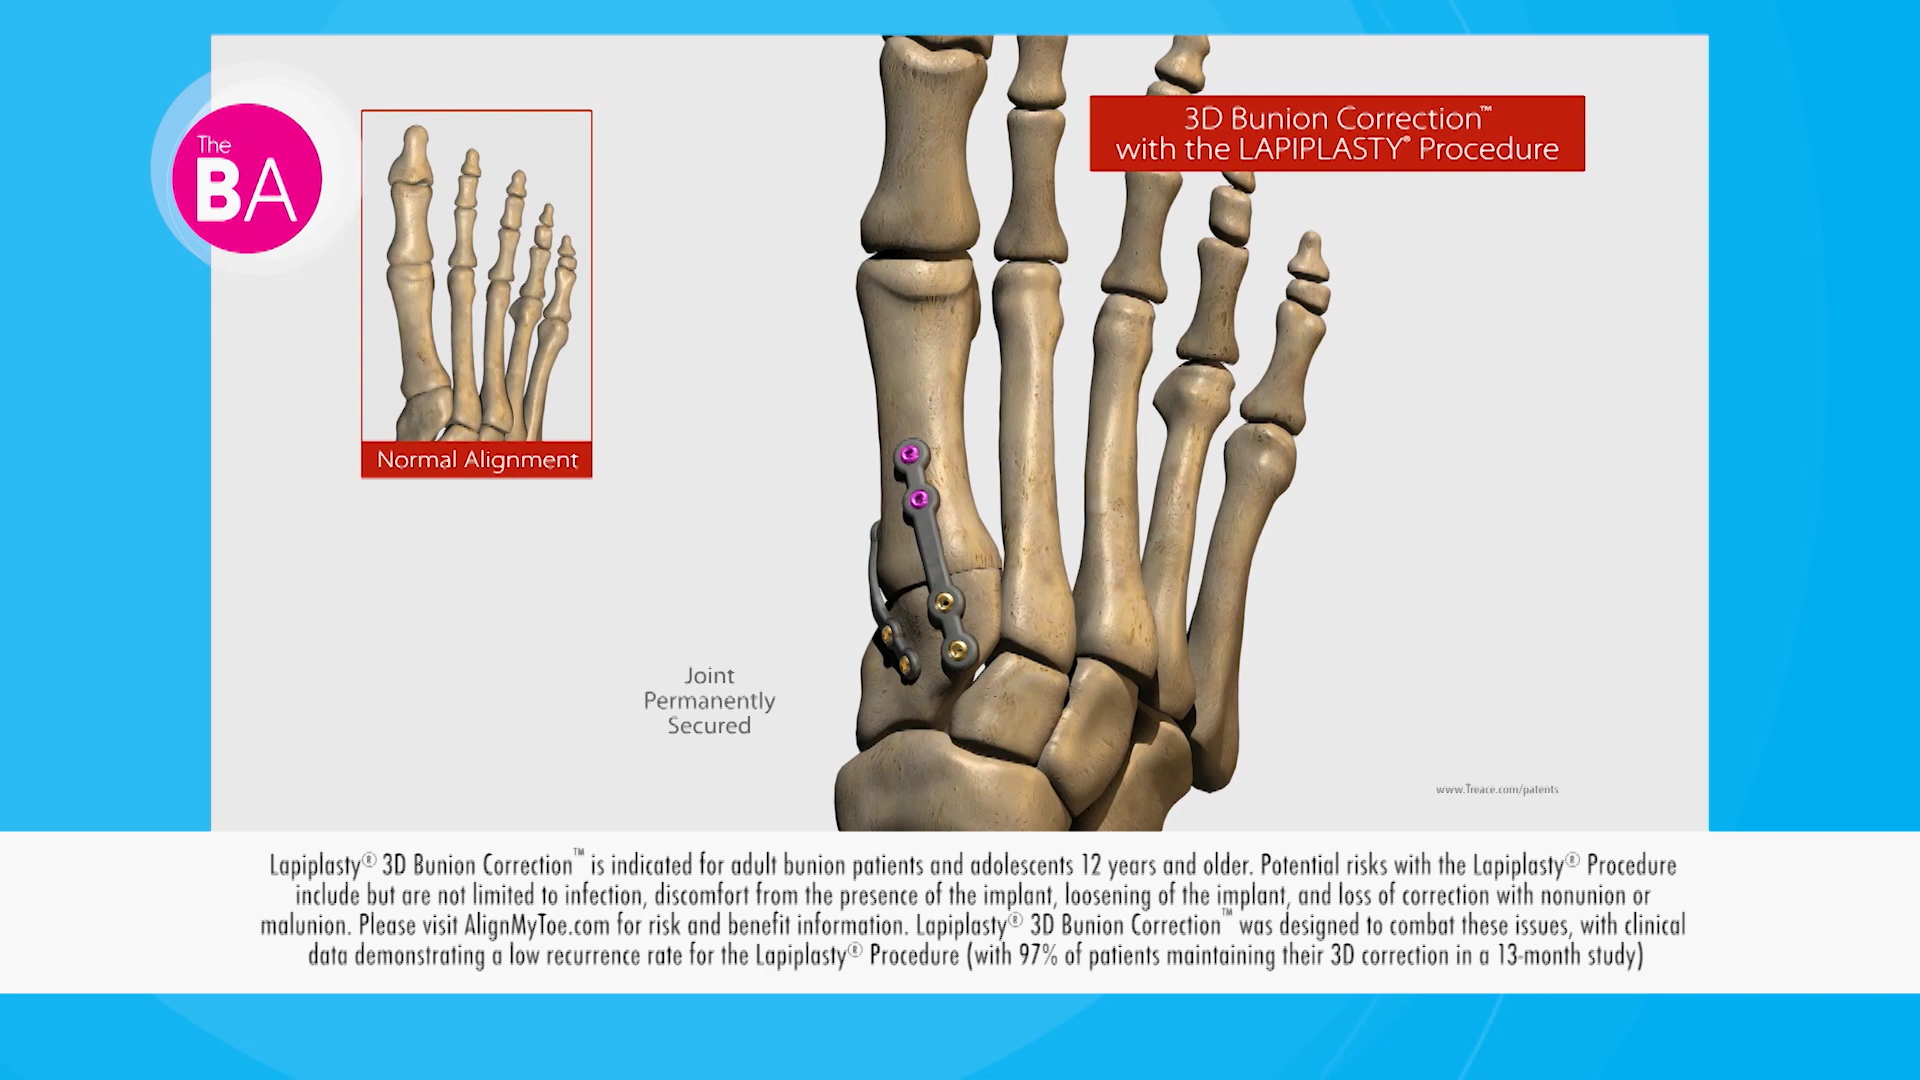 The
BA
3D Bunion Correction™
with the LAPIPLASTY® Procedure
Normal Alignment
Joint
Permanently
Secured
www.Treace.com/patents
Lapiplasty® 3D Bunion Correction™ is indicated for adult bunion patients and adolescents 12 years and older. Potential risks with the Lapiplasty® Procedure
include but are not limited to infection, discomfort from the presence of the implant, loosening of the implant, and loss of correction with nonunion or
malunion. Please visit AlignMyToe.com for risk and benefit information. Lapiplasty® 3D Bunion Correction™ was designed to combat these issues, with clinical
data demonstrating a low recurrence rate for the Lapiplasty® Procedure (with 97% of patients maintaining their 3D correction in a 13-month study)